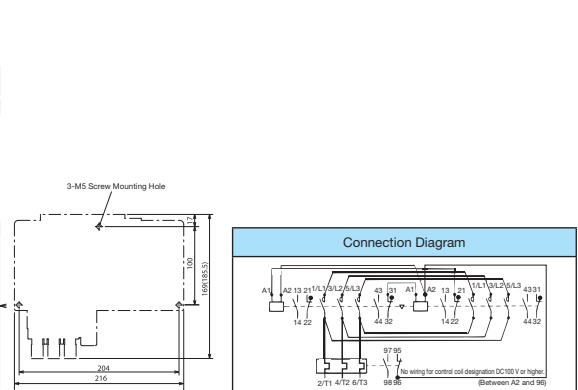 3-M5 Screw Mounting Hole
17
100
169(185.5)
204
216
Connection Diagram
A1 A2 13 21 1/L1 3/L2 5/L3 43 31 A1 A2 13 21 1/L1 3/L2 5/L3 43 31
14 22 44 32 14 22 44 32
97 95
No wiring for control coil designation DC100 V or higher.
2/T1 4/T2 6/T3 98 96 (Between A2 and 96)